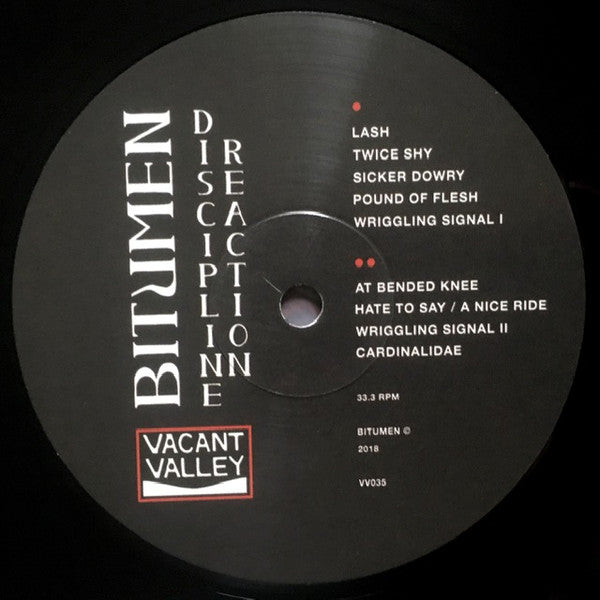 BITUMEN
DISCIPLINE
REACTION
VACANT
VALLEY
LASH
TWICE SHY
SICKER DOWRY
POUND OF FLESH
WRIGGLING SIGNAL I
AT BENDED KNEE
HATE TO SAY / A NICE RIDE
WRIGGLING SIGNAL II
CARDINALIDAE
33.3 RPM
BITUMEN ©
2018
VV035